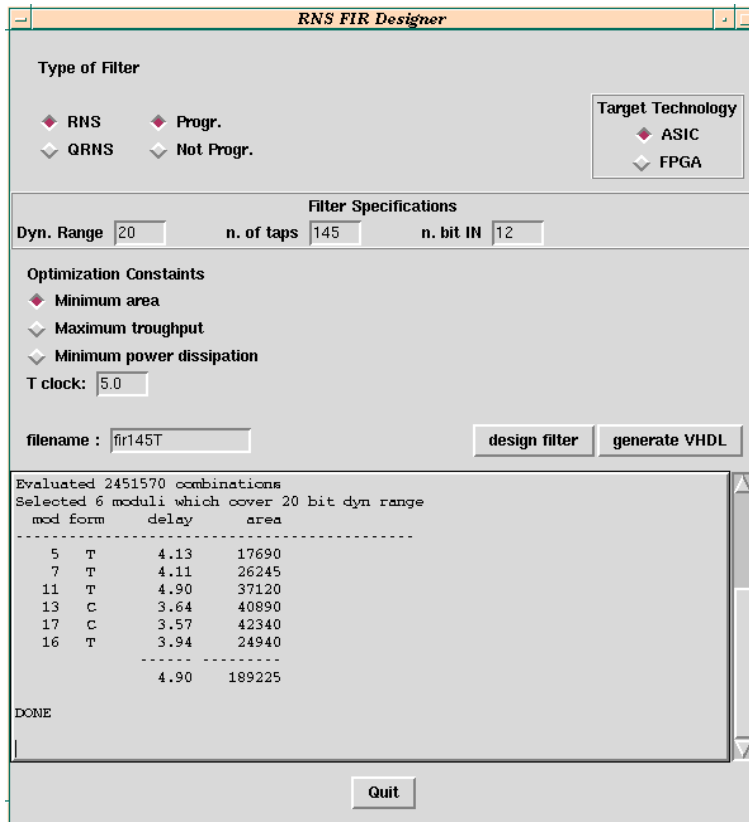 RNS FIR Designer
Type of Filter
RNS Progr.
QRNS Not Progr.
Target Technology
ASIC
FPGA
Filter Specifications
Dyn. Range 20 n. of taps 145 n. bit IN 12
Optimization Constaints
Minimum area
Maximum troughput
Minimum power dissipation
T clock: 5.0
filename : fir145T design filter generate VHDL
Evaluated 2451570 combinations
Selected 6 moduli which cover 20 bit dyn range
mod form delay area
------------------------------------------------
5 T 4.13 17690
7 T 4.11 26245
11 T 4.90 37120
13 C 3.64 40890
17 C 3.57 42340
16 T 3.94 24940
------ ---------
4.90 189225
DONE
Quit